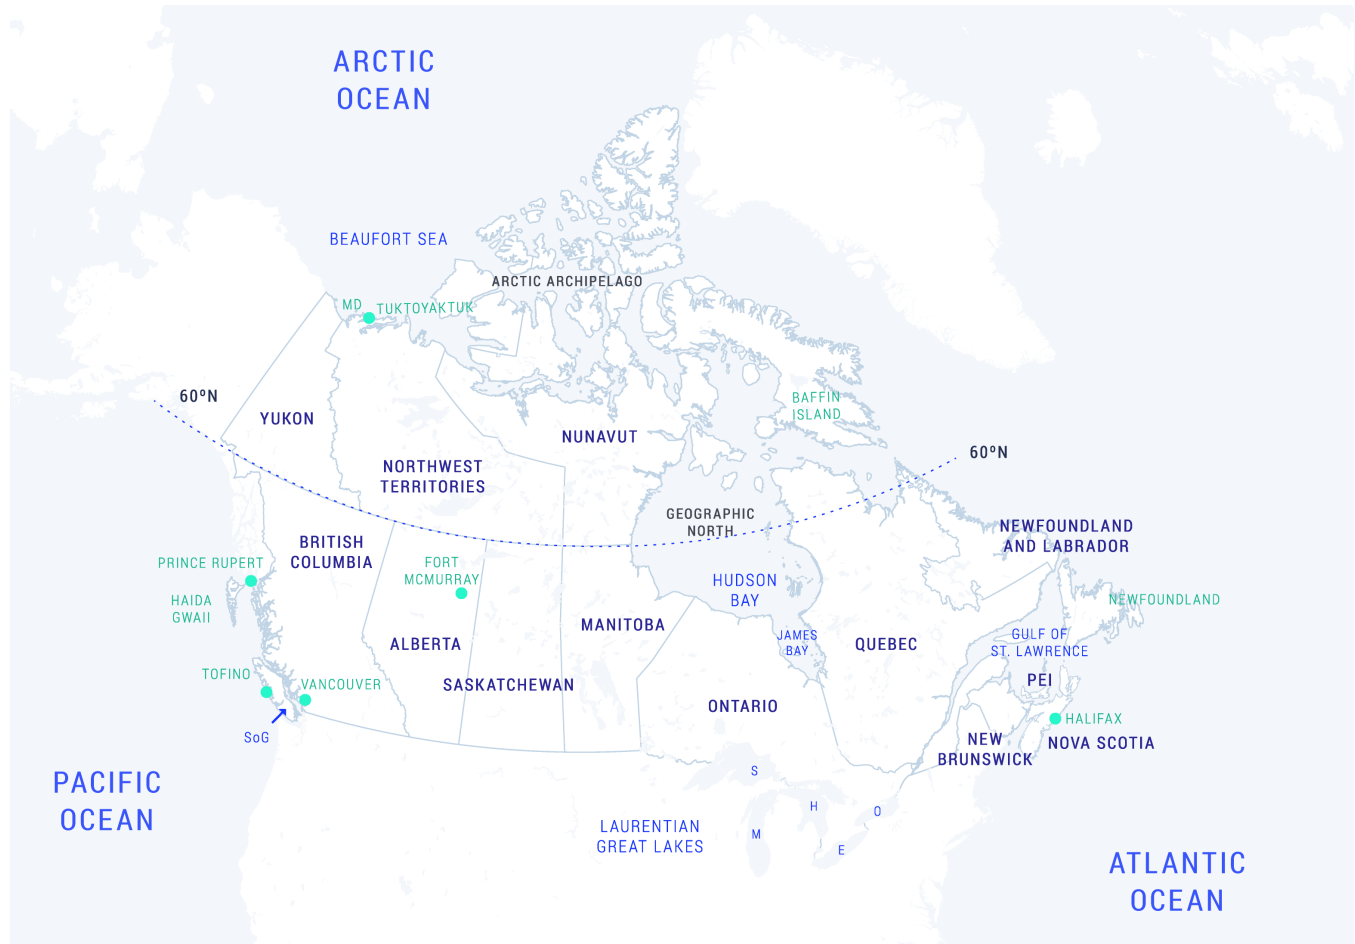 ARCTIC
OCEAN
BEAUFORT SEA
ARCTIC ARCHIPELAGO
MD
TUKTOYAKTUK
60ºN
YUKON
BAFFIN
ISLAND
NUNAVUT
60ºN
NORTHWEST
TERRITORIES
GEOGRAPHIC
NORTH
NEWFOUNDLAND
AND LABRADOR
BRITISH
COLUMBIA
PRINCE RUPERT
FORT
MCMURRAY
HUDSON
BAY
HAIDA
GWAII
NEWFOUNDLAND
MANITOBA
JAMES
BAY
GULF OF
ST. LAWRENCE
ALBERTA
QUEBEC
TOFINO
VANCOUVER
SASKATCHEWAN
PEI
ONTARIO
HALIFAX
SoG
NEW
BRUNSWICK
NOVA SCOTIA
S
PACIFIC
OCEAN
H
O
LAURENTIAN
GREAT LAKES
M
E
ATLANTIC
OCEAN